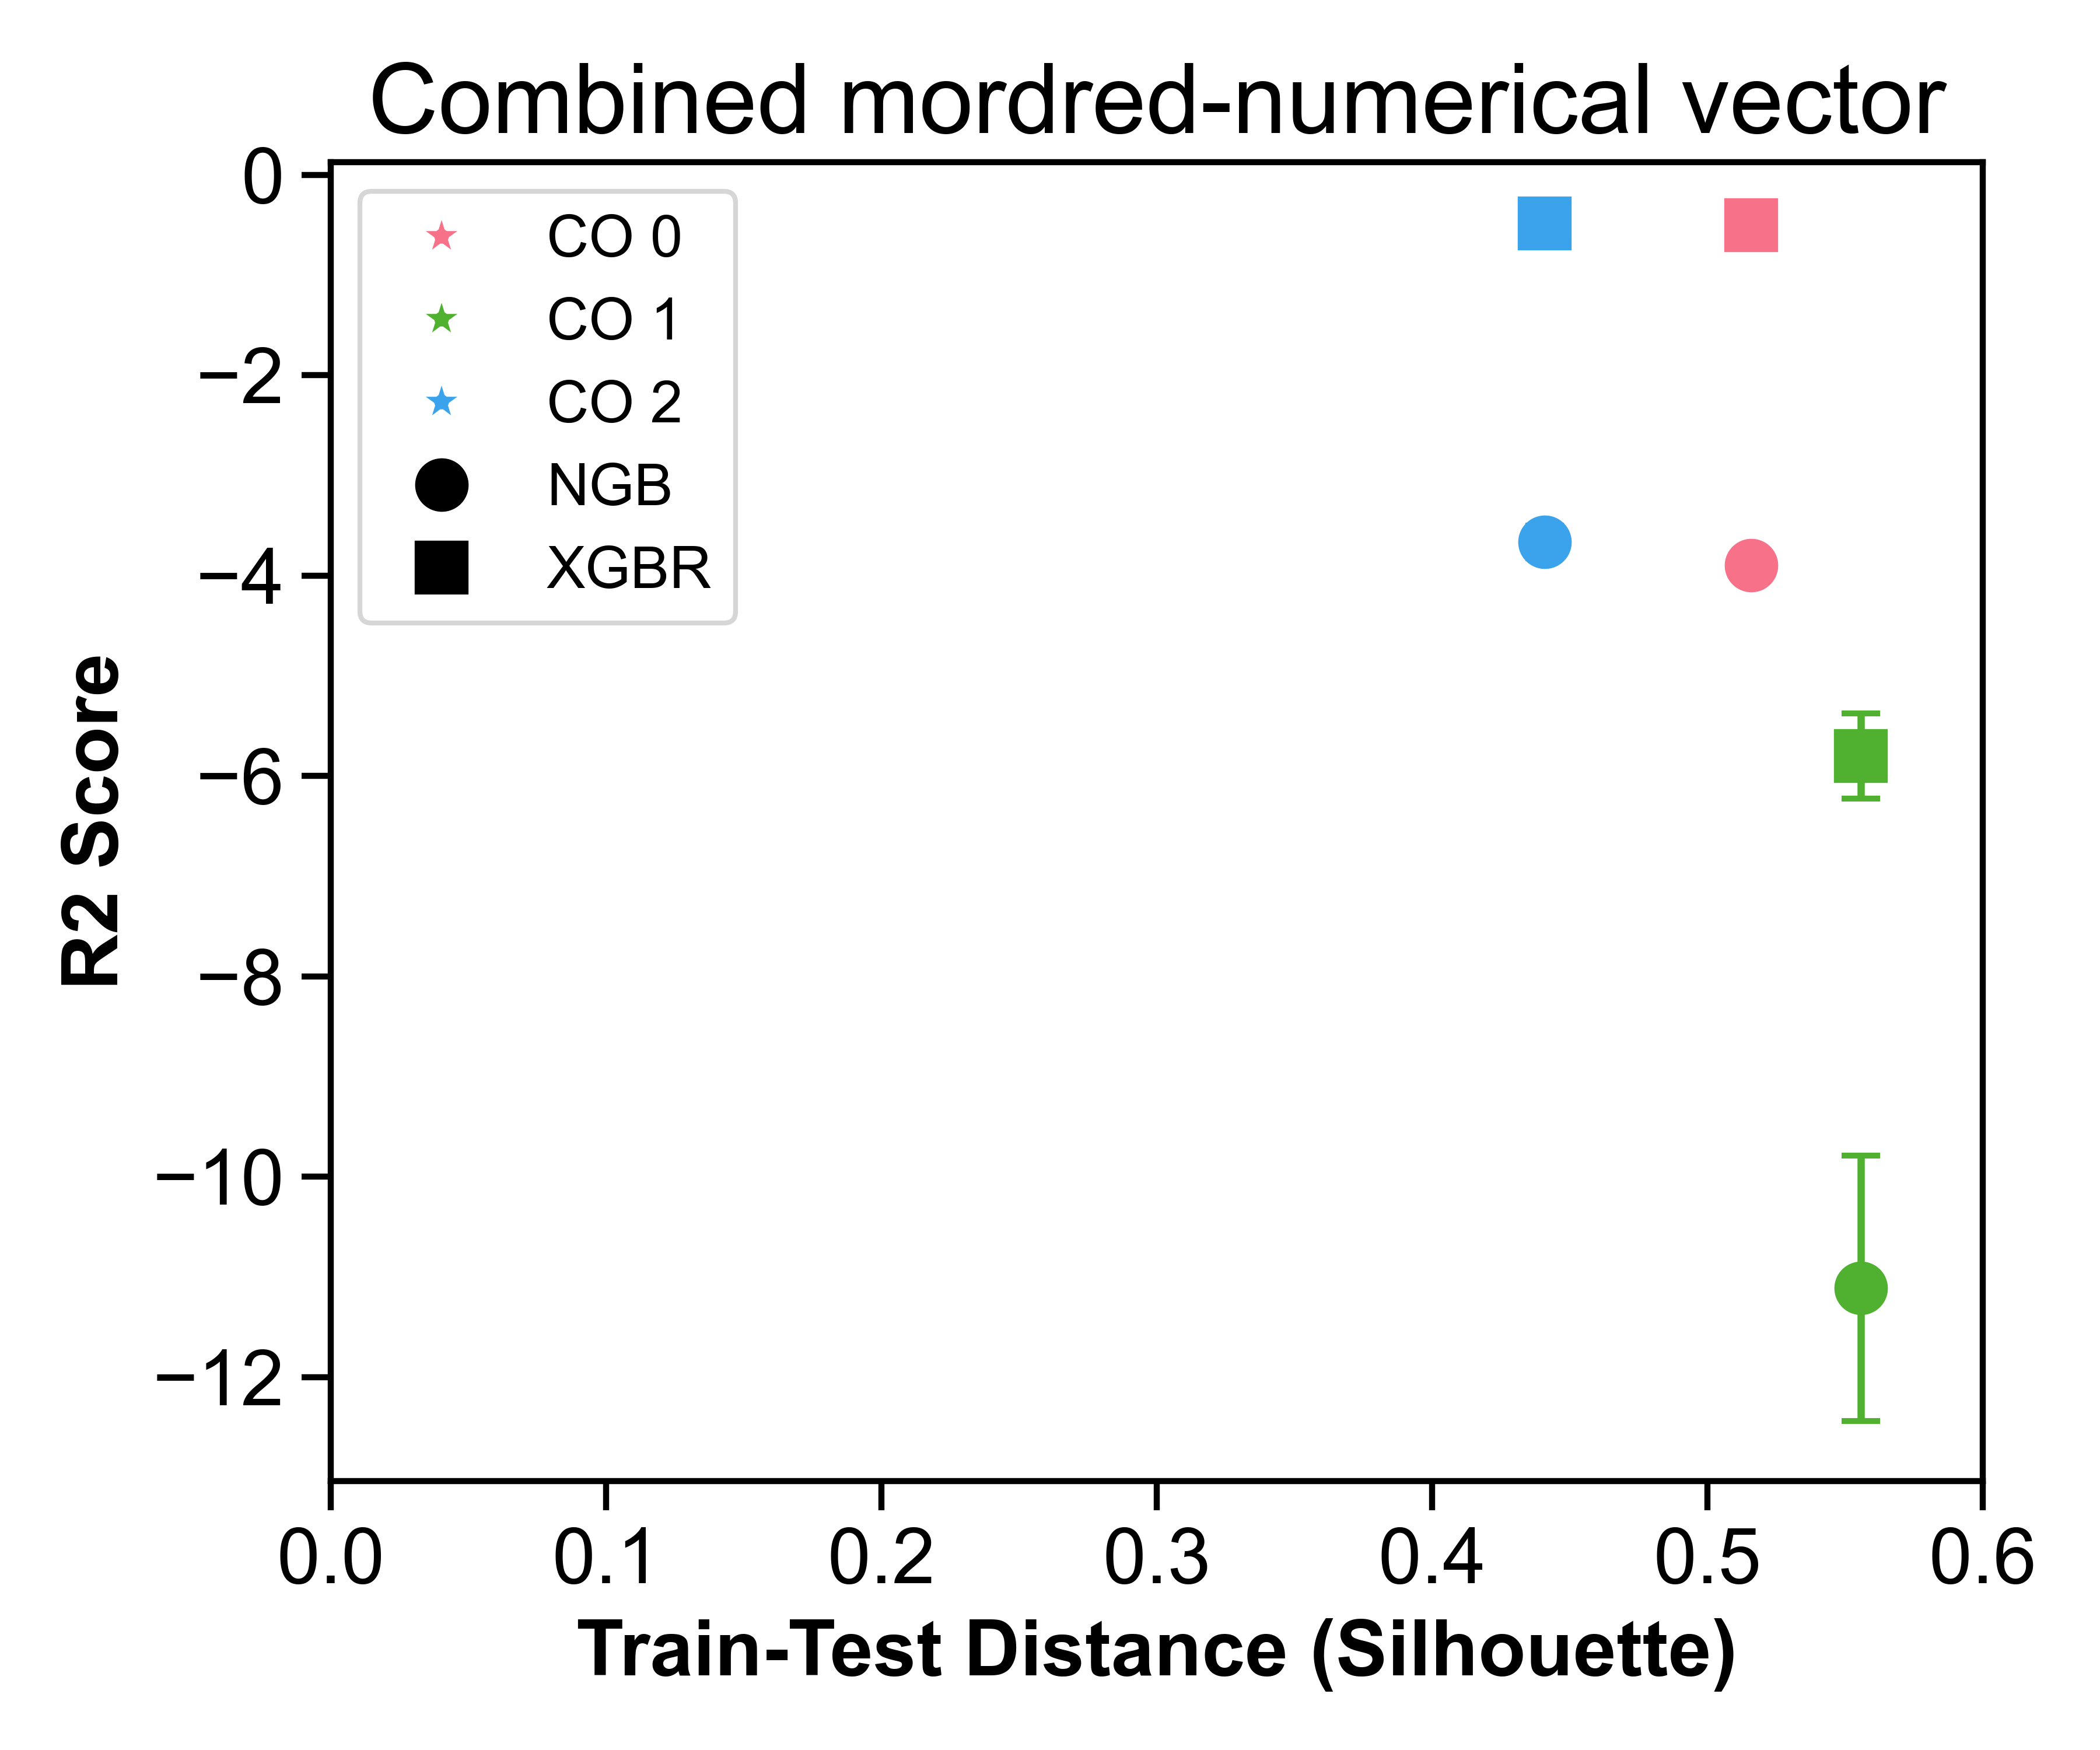 Combined mordred-numerical vector
0
−2
−4
−6
−8
−10
−12
R2 Score
CO 0
CO 1
CO 2
NGB
XGBR
0.0 0.1 0.2 0.3 0.4 0.5 0.6
Train-Test Distance (Silhouette)